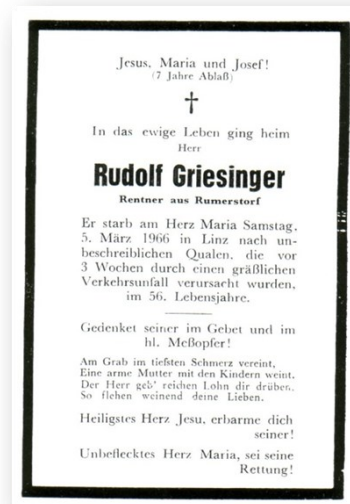 Jesus, Maria und Josef!
(7 Jahre Ablaß)
In das ewige Leben ging heim
Herr
Rudolf Griesinger
Rentner aus Rumerstorf
Er starb am Herz Maria Samstag,
5. März 1966 in Linz nach un-
beschreiblichen Qualen, die vor
3 Wochen durch einen gräßlichen
Verkehrsunfall verursacht wurden,
im 56. Lebensjahre.
Gedenket seiner im Gebet und im
hl. Meßopfer!
Am Grab im tiefsten Schmerz vereint,
Eine arme Mutter mit den Kindern weint.
Der Herr geb' reichen Lohn dir drüben,
So flehen weinend deine Lieben.
Heiligstes Herz Jesu, erbarme dich
seiner!
Unbeflecktes Herz Maria, sei seine
Rettung!